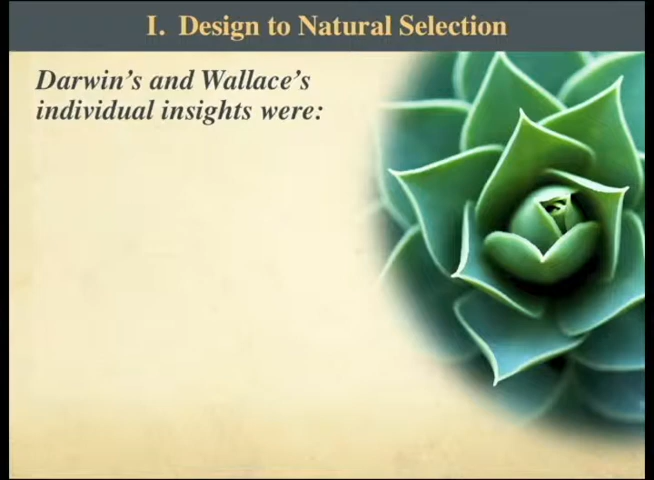 I. Design to Natural Selection
Darwin's and Wallace's
individual insights were: